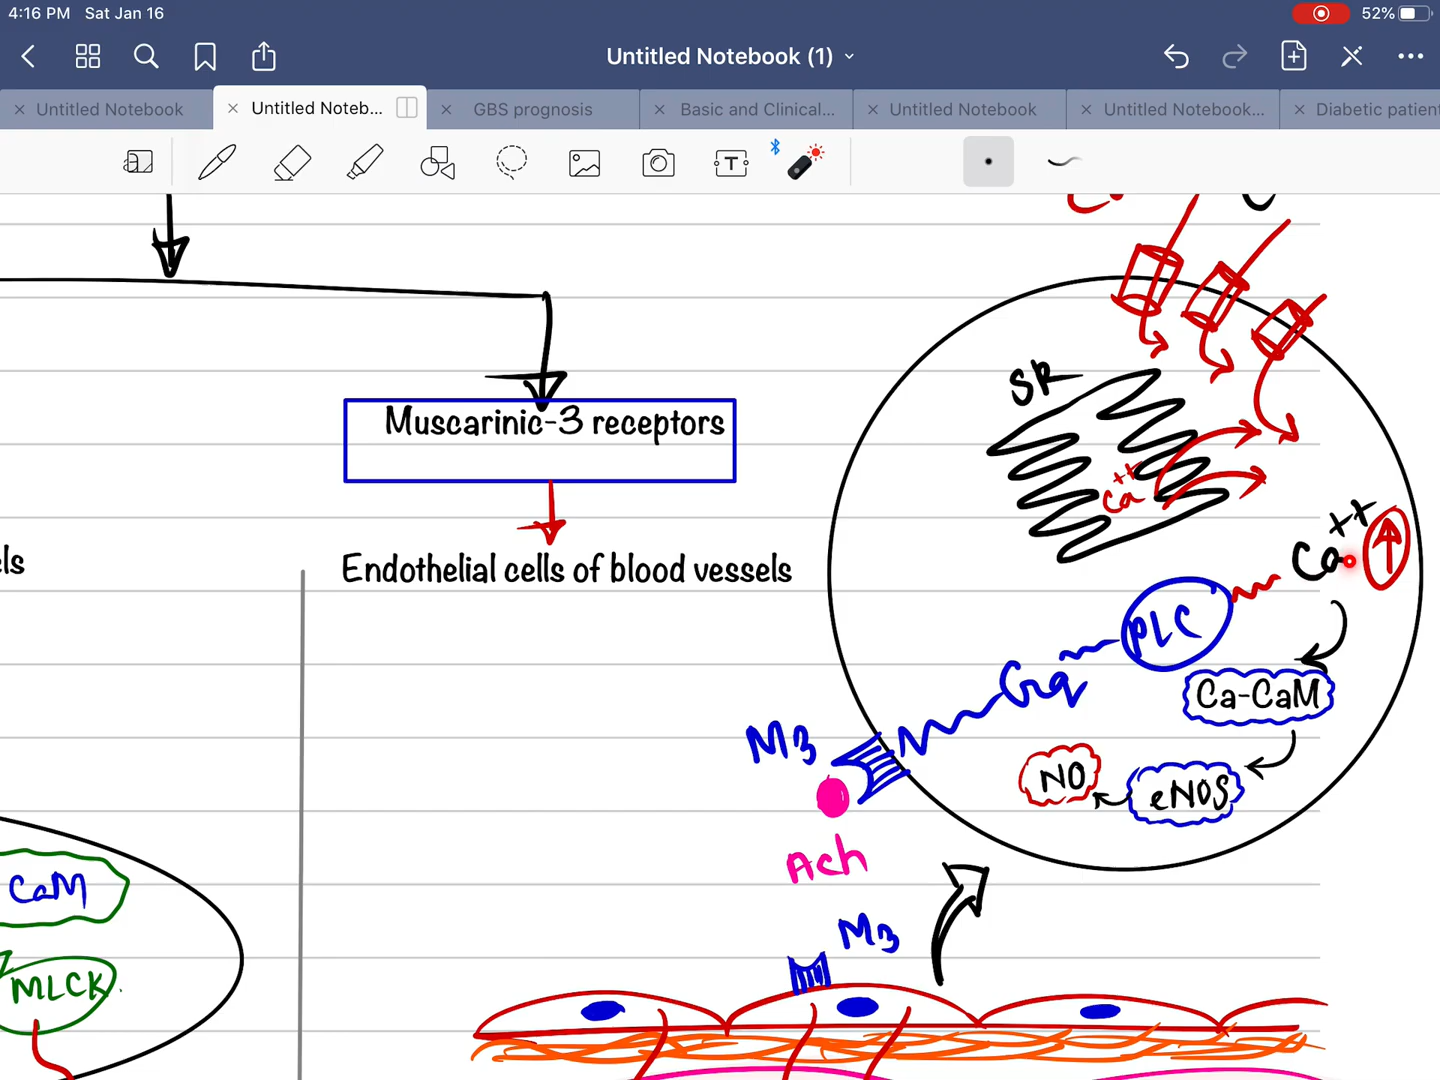 4:16 PM Sat Jan 16
52%
Untitled Notebook (1)
Untitled Notebook
Untitled Noteb...
GBS prognosis
Basic and Clinical...
Untitled Notebook
Untitled Notebook...
Diabetic patient
T
SR
Muscarinic-3 receptors
Ca++
Ca++
els
Endothelial cells of blood vessels
PLC
Gq
Ca-CaM
M3
NO
eNOS
Ach
CaM
M3
MLCK